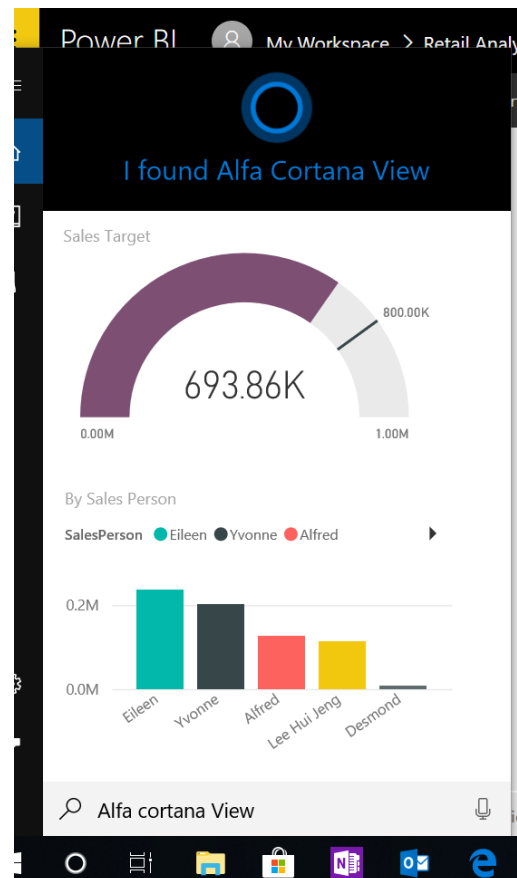 Power BI My Workspace > Retail Analy
I found Alfa Cortana View
Sales Target
800.00K
693.86K
0.00M 1.00M
By Sales Person
SalesPerson Eileen Yvonne Alfred
0.2M
0.0M
Eileen Yvonne Alfred Lee Hui Jeng Desmond
Alfa cortana View